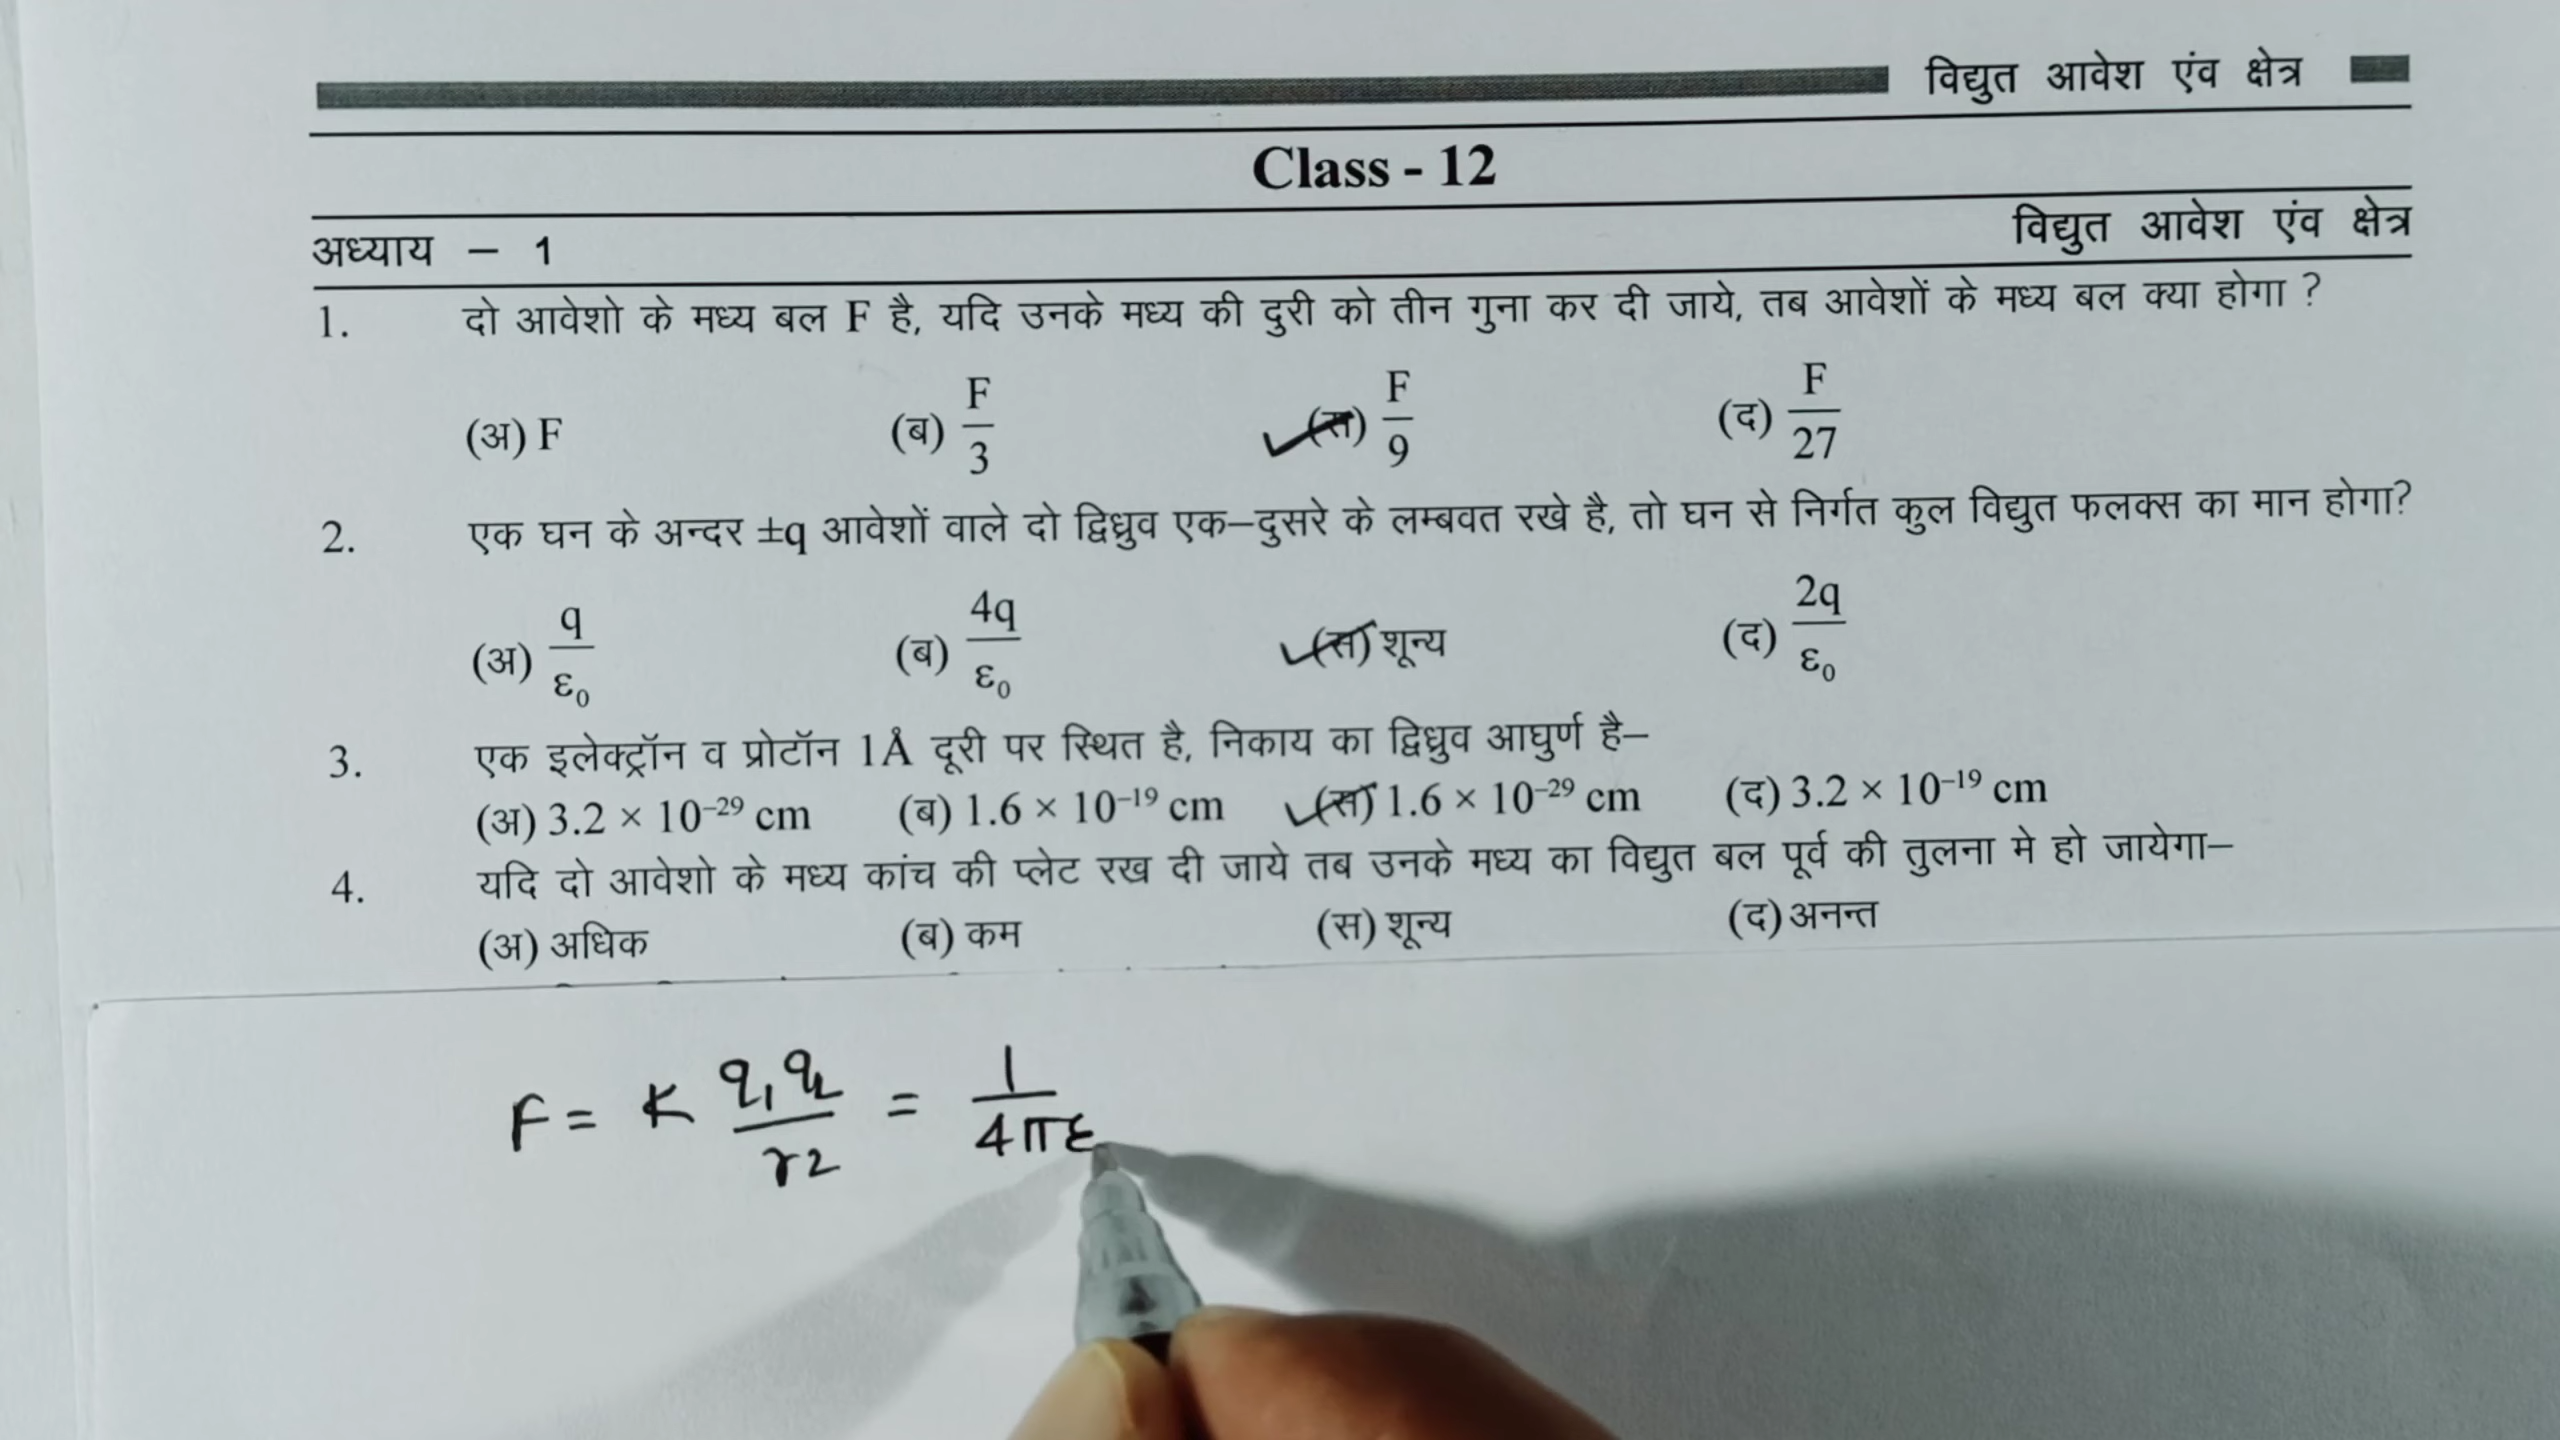 विद्युत आवेश एंव क्षेत्र
Class - 12
अध्याय – 1 विद्युत आवेश एंव क्षेत्र
1. दो आवेशो के मध्य बल F है, यदि उनके मध्य की दुरी को तीन गुना कर दी जाये, तब आवेशों के मध्य बल क्या होगा ?
(अ) F (ब) F/3 (स) F/9 (द) F/27
2. एक घन के अन्दर ±q आवेशों वाले दो द्विध्रुव एक–दुसरे के लम्बवत रखे है, तो घन से निर्गत कुल विद्युत फलक्स का मान होगा?
(अ) q/ε₀ (ब) 4q/ε₀ (स) शून्य (द) 2q/ε₀
3. एक इलेक्ट्रॉन व प्रोटॉन 1Å दूरी पर स्थित है, निकाय का द्विध्रुव आघुर्ण है–
(अ) 3.2 × 10⁻²⁹ cm (ब) 1.6 × 10⁻¹⁹ cm (स) 1.6 × 10⁻²⁹ cm (द) 3.2 × 10⁻¹⁹ cm
4. यदि दो आवेशो के मध्य कांच की प्लेट रख दी जाये तब उनके मध्य का विद्युत बल पूर्व की तुलना मे हो जायेगा–
(अ) अधिक (ब) कम (स) शून्य (द) अनन्त
F = K q₁q₂/r2 = 1/4πε